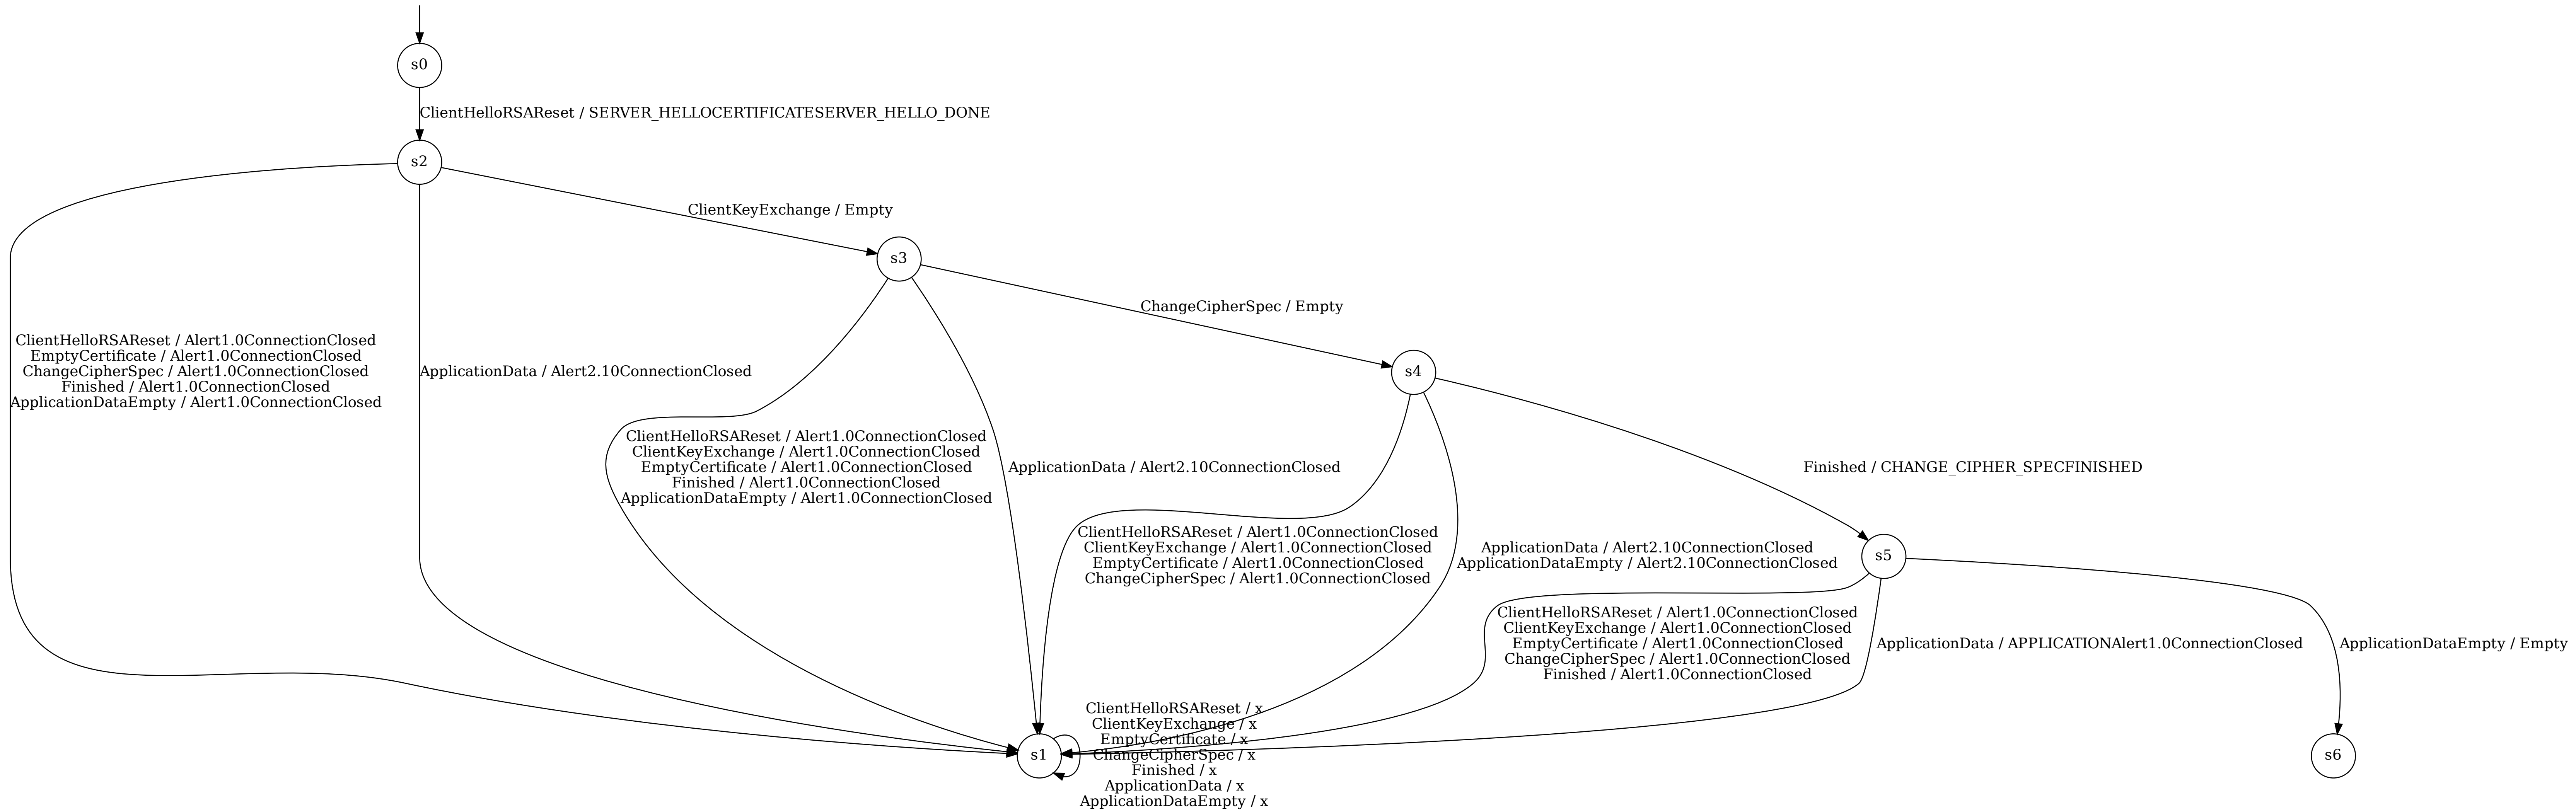 s0
ClientHelloRSAReset / SERVER_HELLOCERTIFICATESERVER_HELLO_DONE
s2
ClientKeyExchange / Empty
s3
ChangeCipherSpec / Empty
ClientHelloRSAReset / Alert1.0ConnectionClosed
EmptyCertificate / Alert1.0ConnectionClosed
ChangeCipherSpec / Alert1.0ConnectionClosed
Finished / Alert1.0ConnectionClosed
ApplicationDataEmpty / Alert1.0ConnectionClosed
ApplicationData / Alert2.10ConnectionClosed
s4
ClientHelloRSAReset / Alert1.0ConnectionClosed
ClientKeyExchange / Alert1.0ConnectionClosed
EmptyCertificate / Alert1.0ConnectionClosed
Finished / Alert1.0ConnectionClosed
ApplicationDataEmpty / Alert1.0ConnectionClosed
ApplicationData / Alert2.10ConnectionClosed
Finished / CHANGE_CIPHER_SPECFINISHED
ClientHelloRSAReset / Alert1.0ConnectionClosed
ClientKeyExchange / Alert1.0ConnectionClosed
EmptyCertificate / Alert1.0ConnectionClosed
ChangeCipherSpec / Alert1.0ConnectionClosed
ApplicationData / Alert2.10ConnectionClosed
ApplicationDataEmpty / Alert2.10ConnectionClosed
s5
ClientHelloRSAReset / Alert1.0ConnectionClosed
ClientKeyExchange / Alert1.0ConnectionClosed
EmptyCertificate / Alert1.0ConnectionClosed
ChangeCipherSpec / Alert1.0ConnectionClosed
Finished / Alert1.0ConnectionClosed
ApplicationData / APPLICATIONAlert1.0ConnectionClosed
ApplicationDataEmpty / Empty
s1
ClientHelloRSAReset / x
ClientKeyExchange / x
EmptyCertificate / x
ChangeCipherSpec / x
Finished / x
ApplicationData / x
ApplicationDataEmpty / x
s6